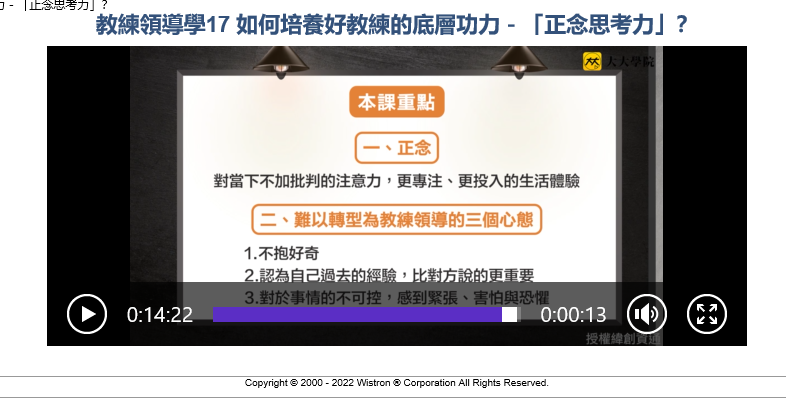 力 - 「正念思考力」?
教練領導學17 如何培養好教練的底層功力 - 「正念思考力」?
大大學院
本課重點
一、正念
對當下不加批判的注意力，更專注、更投入的生活體驗
二、難以轉型為教練領導的三個心態
1.不抱好奇
2.認為自己過去的經驗，比對方說的更重要
3.對於事情的不可控，感到緊張、害怕與恐懼
0:14:22
0:00:13
授權緯創資通
Copyright © 2000 - 2022 Wistron ® Corporation All Rights Reserved.